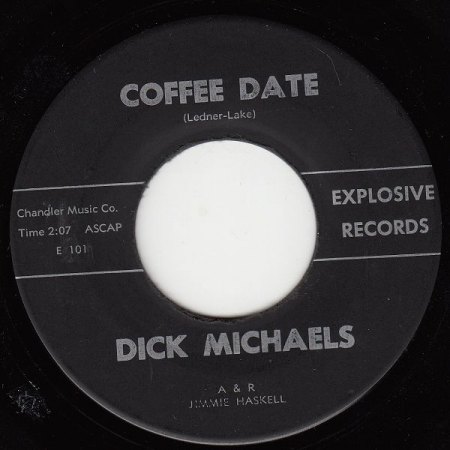 COFFEE DATE
(Ledner-Lake)
Chandler Music Co.
Time 2:07 ASCAP
E 101
EXPLOSIVE
RECORDS
DICK MICHAELS
A & R
JIMMIE HASKELL